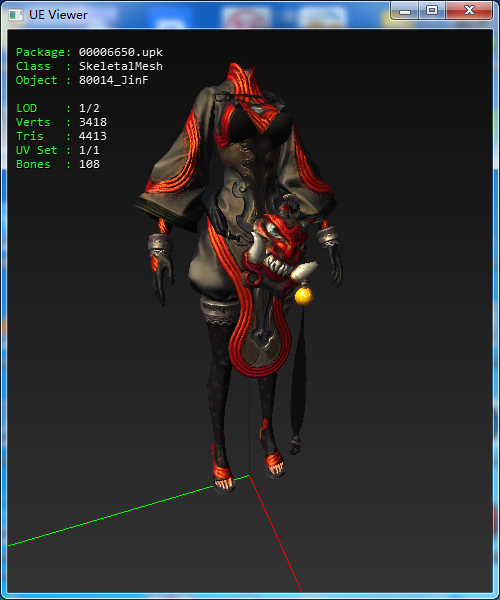 UE Viewer
Package: 00006650.upk
Class : SkeletalMesh
Object : 80014_JinF
LOD : 1/2
Verts : 3418
Tris : 4413
UV Set : 1/1
Bones : 108